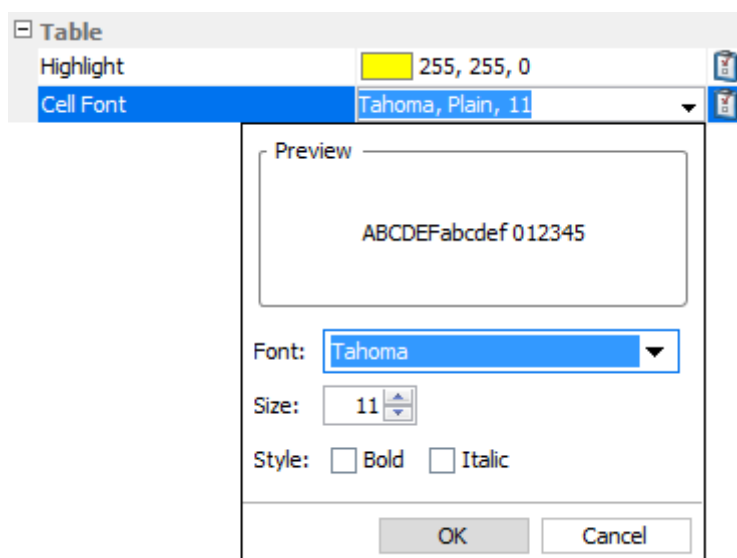 Table
Highlight 255, 255, 0
Cell Font Tahoma, Plain, 11
Preview
ABCDEFabcdef 012345
Font: Tahoma
Size: 11
Style: Bold Italic
OK Cancel